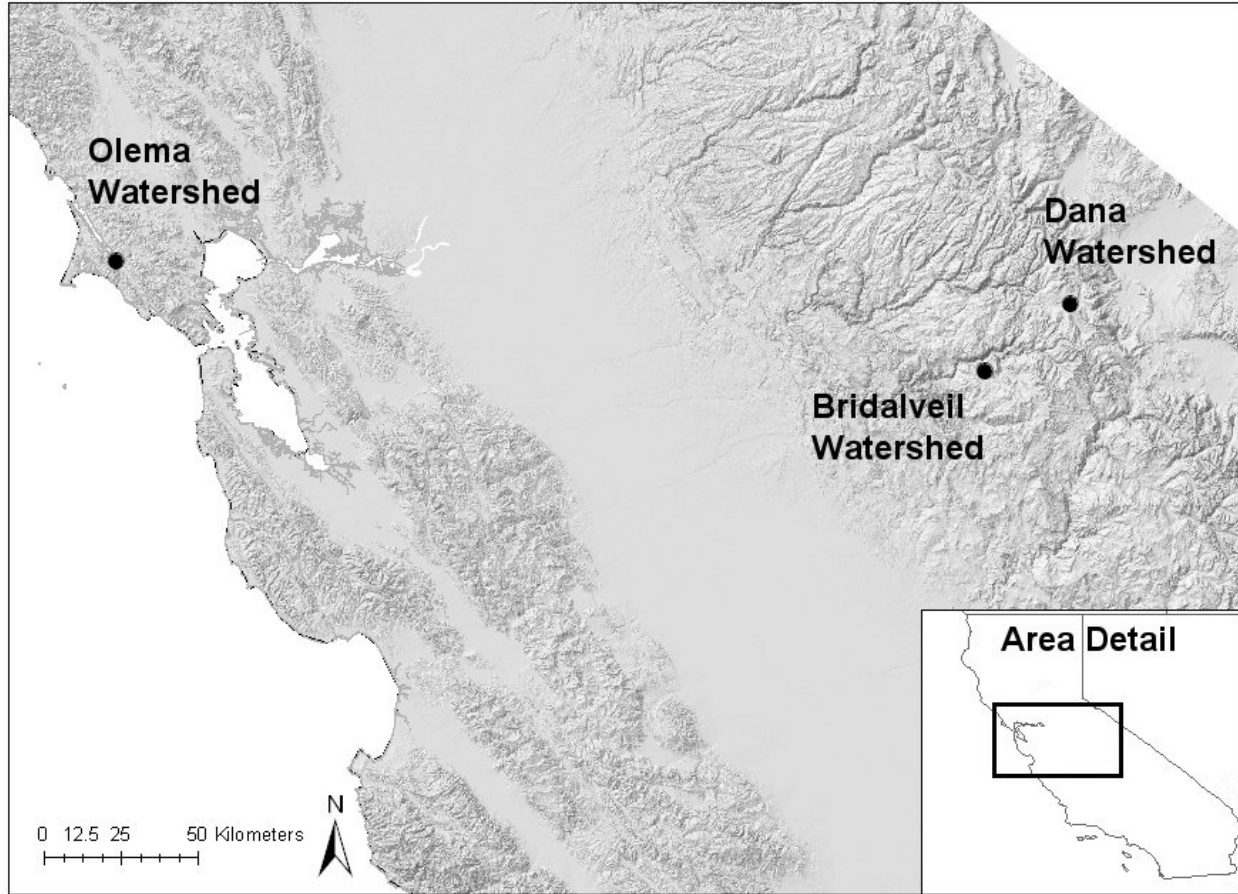 Olema
Watershed
Dana
Watershed
Bridalveil
Watershed
Area Detail
N
0 12.5 25 50 Kilometers